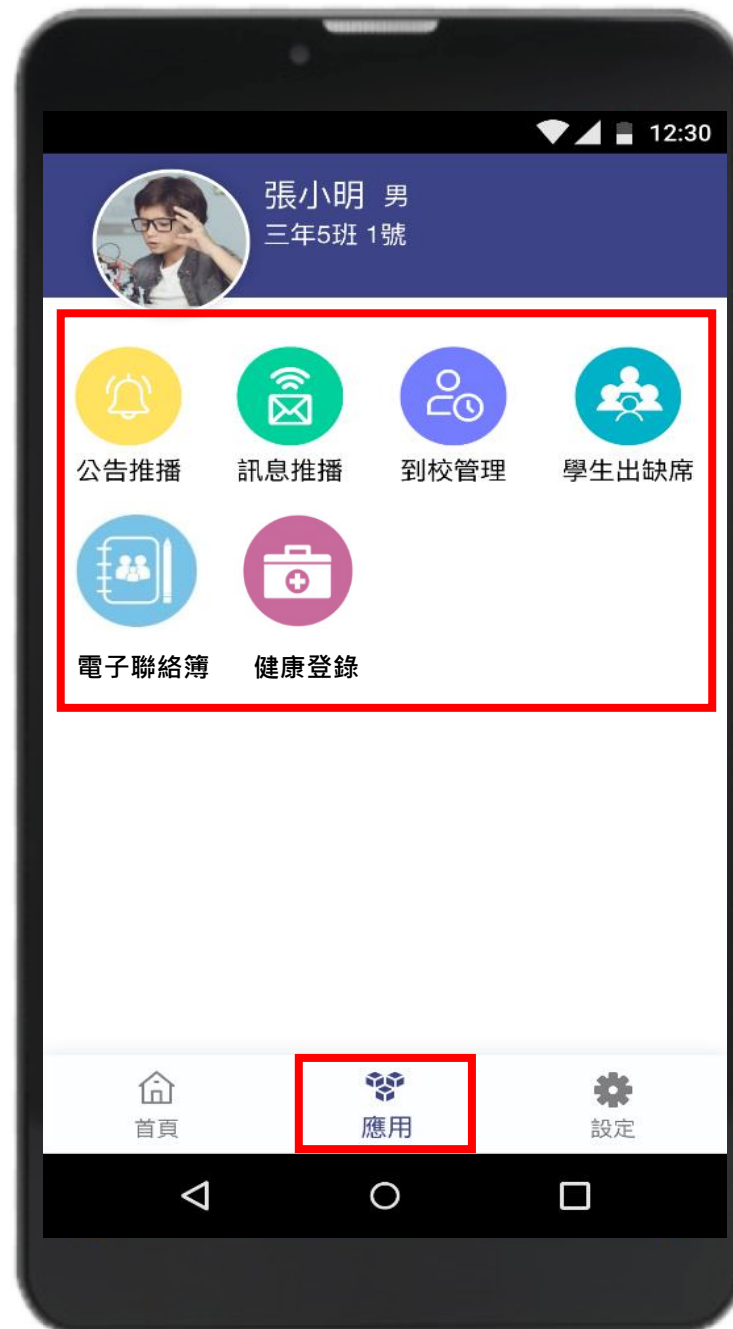 12:30
張小明 男
三年5班 1號
公告推播 訊息推播 到校管理 學生出缺席
電子聯絡簿 健康登錄
首頁 應用 設定